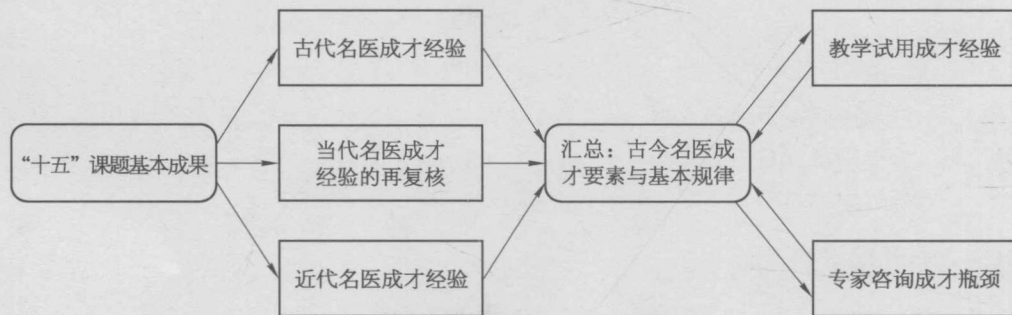 古代名医成才经验
教学试用成才经验
“十五”课题基本成果
当代名医成才
经验的再复核
汇总：古今名医成
才要素与基本规律
近代名医成才经验
专家咨询成才瓶颈